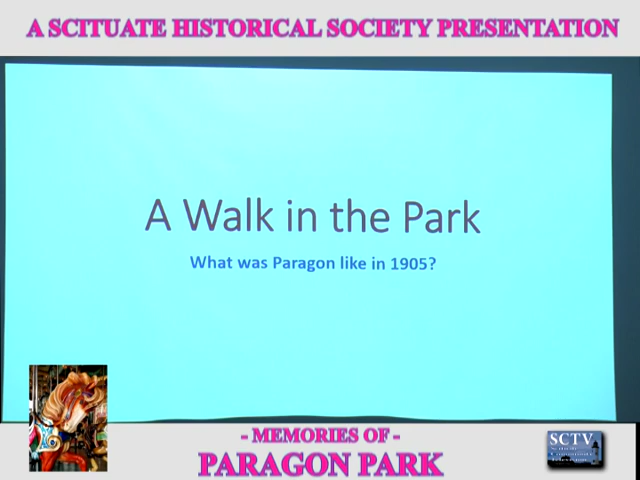 A SCITUATE HISTORICAL SOCIETY PRESENTATION
A Walk in the Park
What was Paragon like in 1905?
- MEMORIES OF -
PARAGON PARK
SCTV